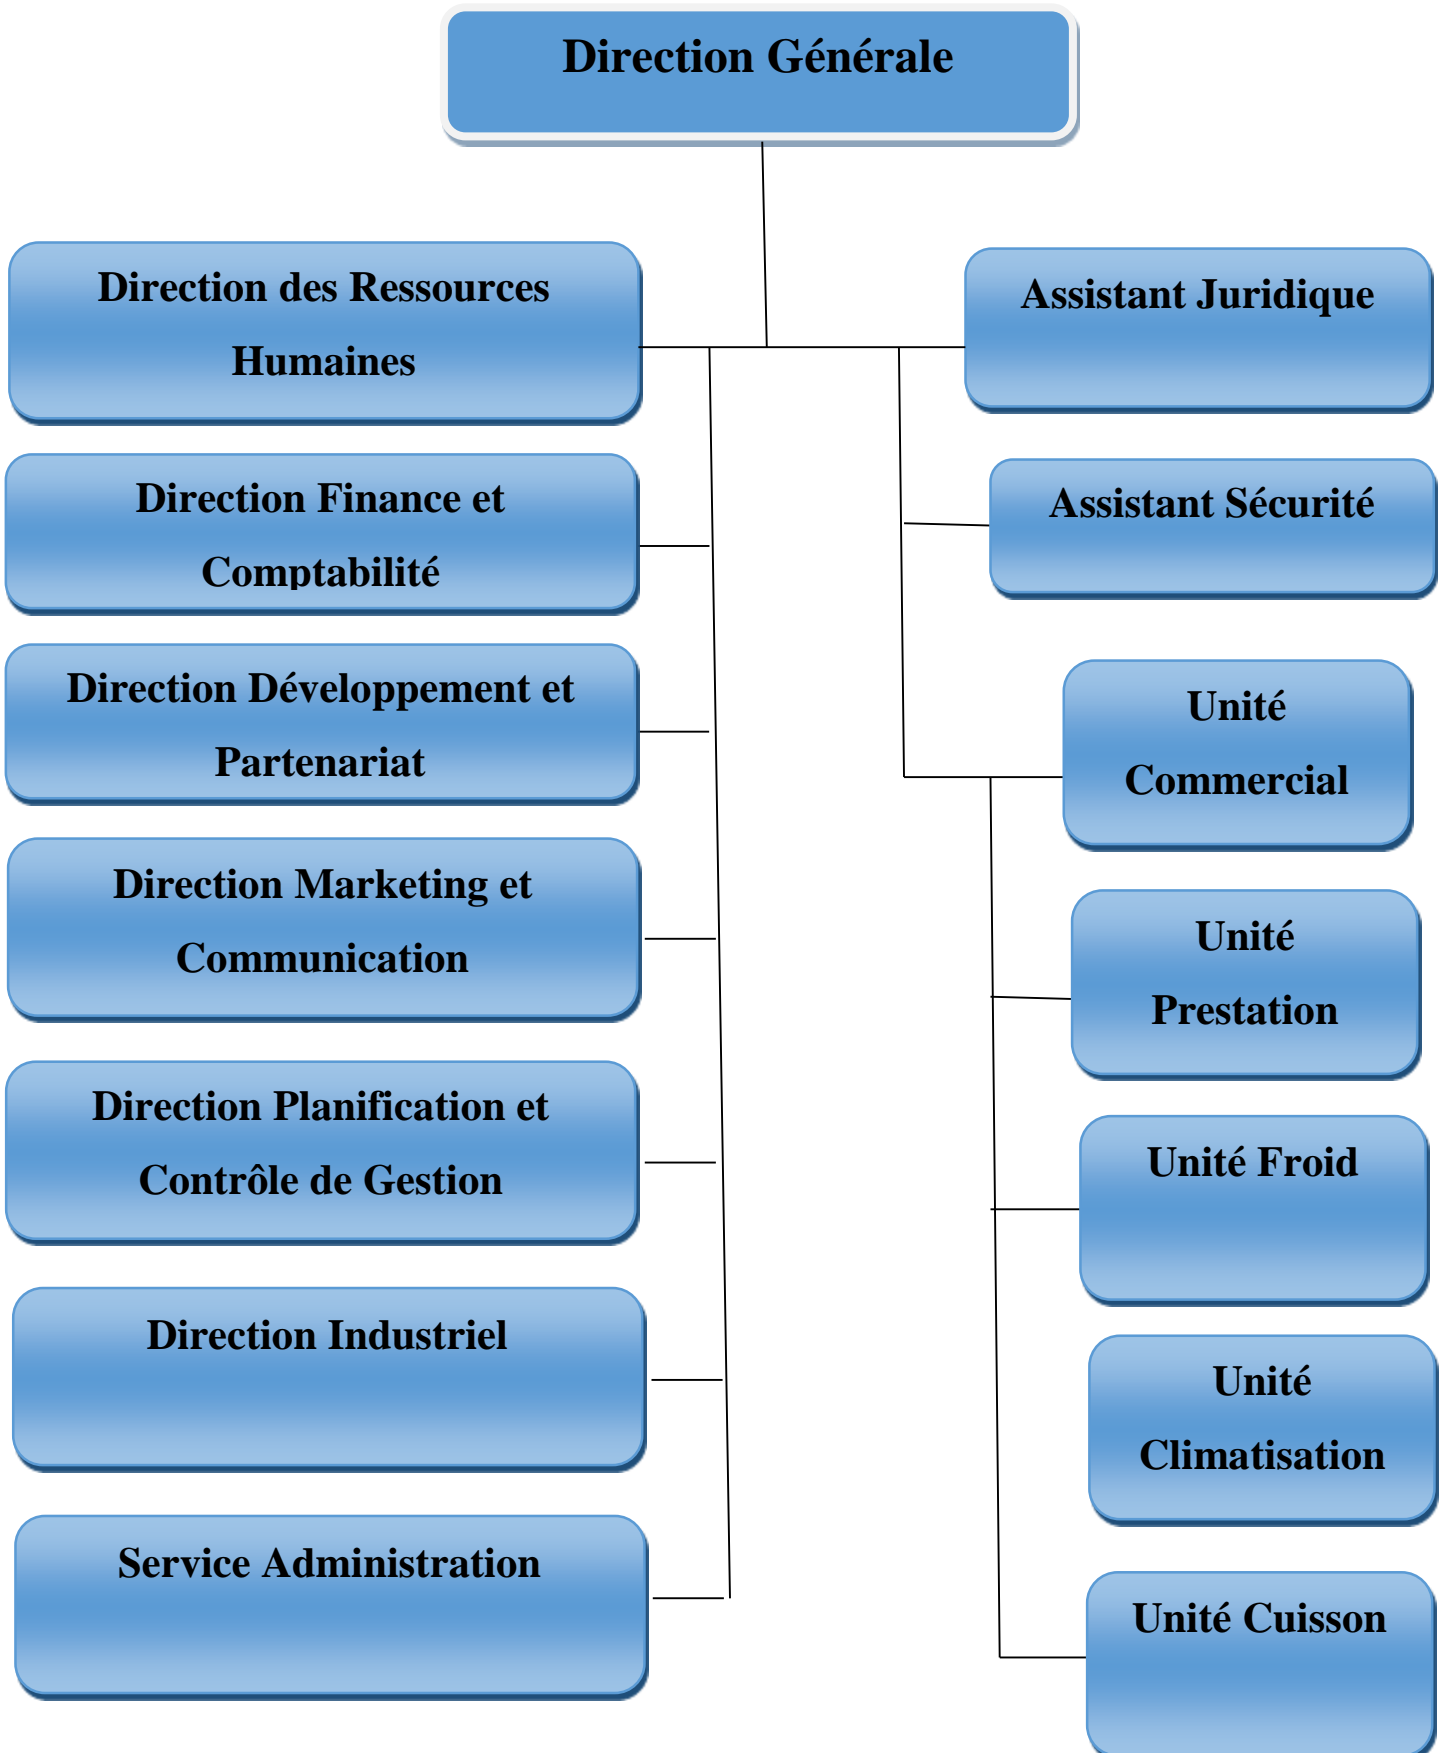 Direction Générale
Direction des Ressources
Humaines
Direction Finance et
Comptabilité
Direction Développement et
Partenariat
Direction Marketing et
Communication
Direction Planification et
Contrôle de Gestion
Direction Industriel
Service Administration
Assistant Juridique
Assistant Sécurité
Unité
Commercial
Unité
Prestation
Unité Froid
Unité
Climatisation
Unité Cuisson